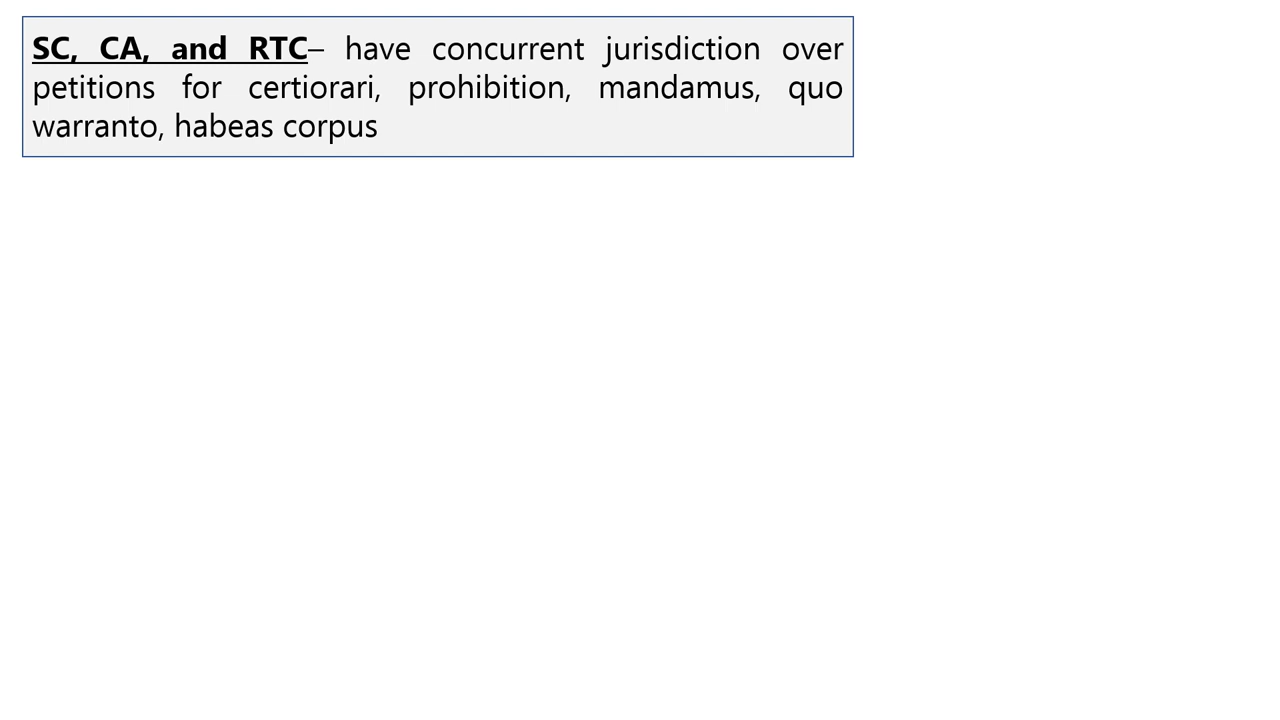 SC, CA, and RTC– have concurrent jurisdiction over
petitions for certiorari, prohibition, mandamus, quo
warranto, habeas corpus